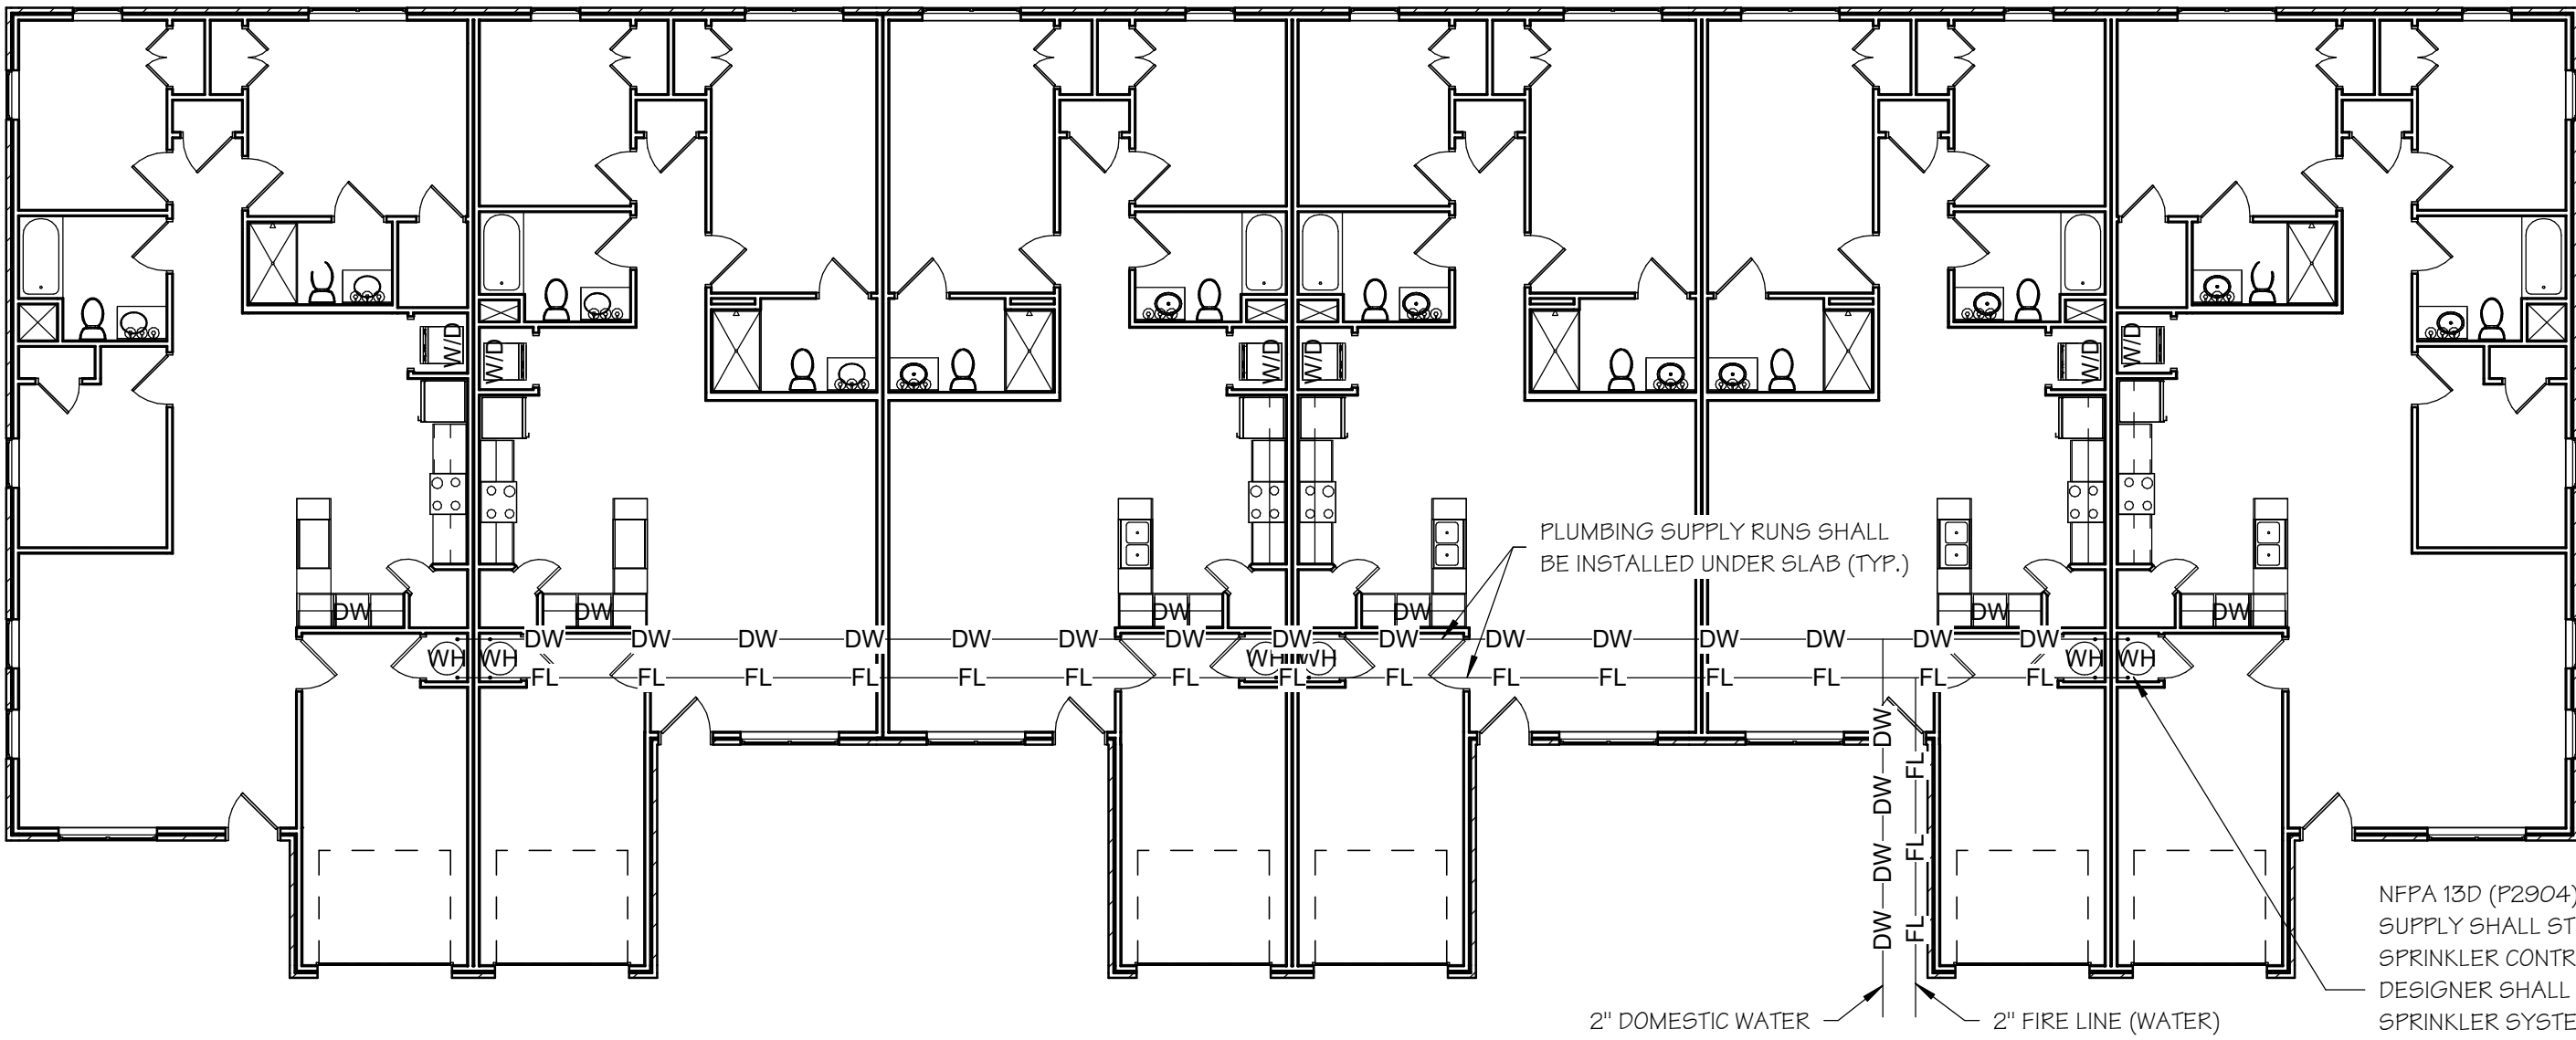 W/D W/D W/D W/D W/D W/D
PLUMBING SUPPLY RUNS SHALL
BE INSTALLED UNDER SLAB (TYP.)
DW DW DW DW DW DW
DW DW DW DW DW DW DW DW DW DW DW DW DW DW DW
WH WH WH WH WH WH
FL FL FL FL FL FL FL FL FL FL FL FL FL FL FL
DW
DW
DW
DW
FL
FL
FL
NFPA 13D (P2904)
SUPPLY SHALL ST
SPRINKLER CONTR
DESIGNER SHALL
SPRINKLER SYSTE
2" DOMESTIC WATER
2" FIRE LINE (WATER)